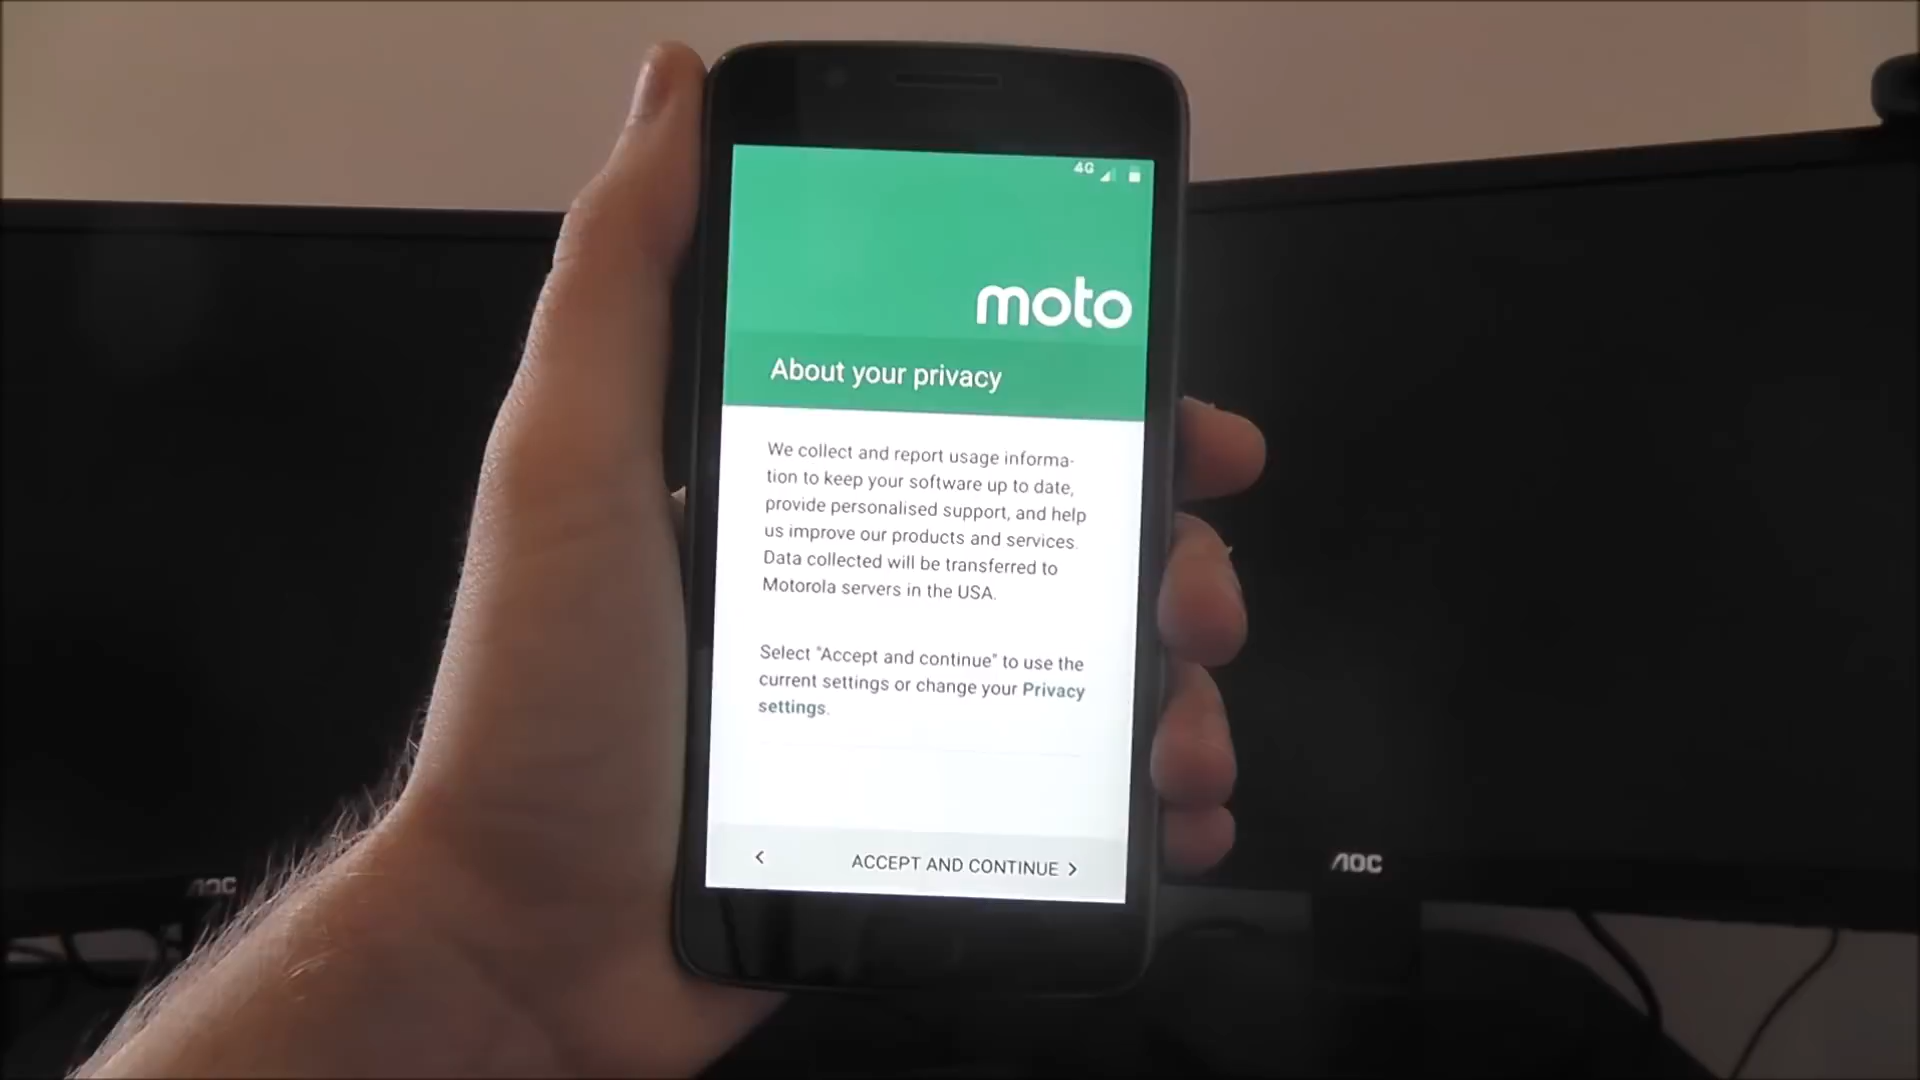 4G
moto
About your privacy
We collect and report usage informa-
tion to keep your software up to date,
provide personalised support, and help
us improve our products and services.
Data collected will be transferred to
Motorola servers in the USA.
Select "Accept and continue" to use the
current settings or change your Privacy
settings.
< ACCEPT AND CONTINUE >
AOC
AOC